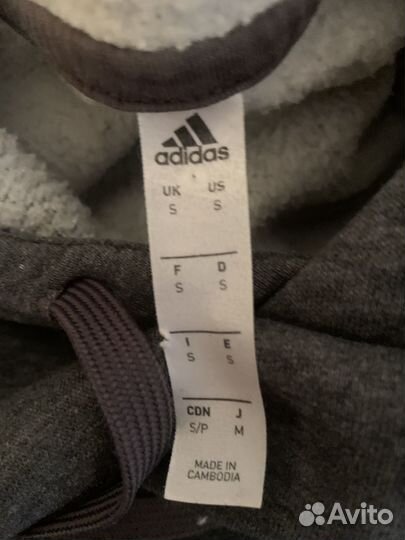 adidas
UK US
S S
F D
S S
I E
S S
CDN J
S/P M
MADE IN
CAMBODIA
Avito